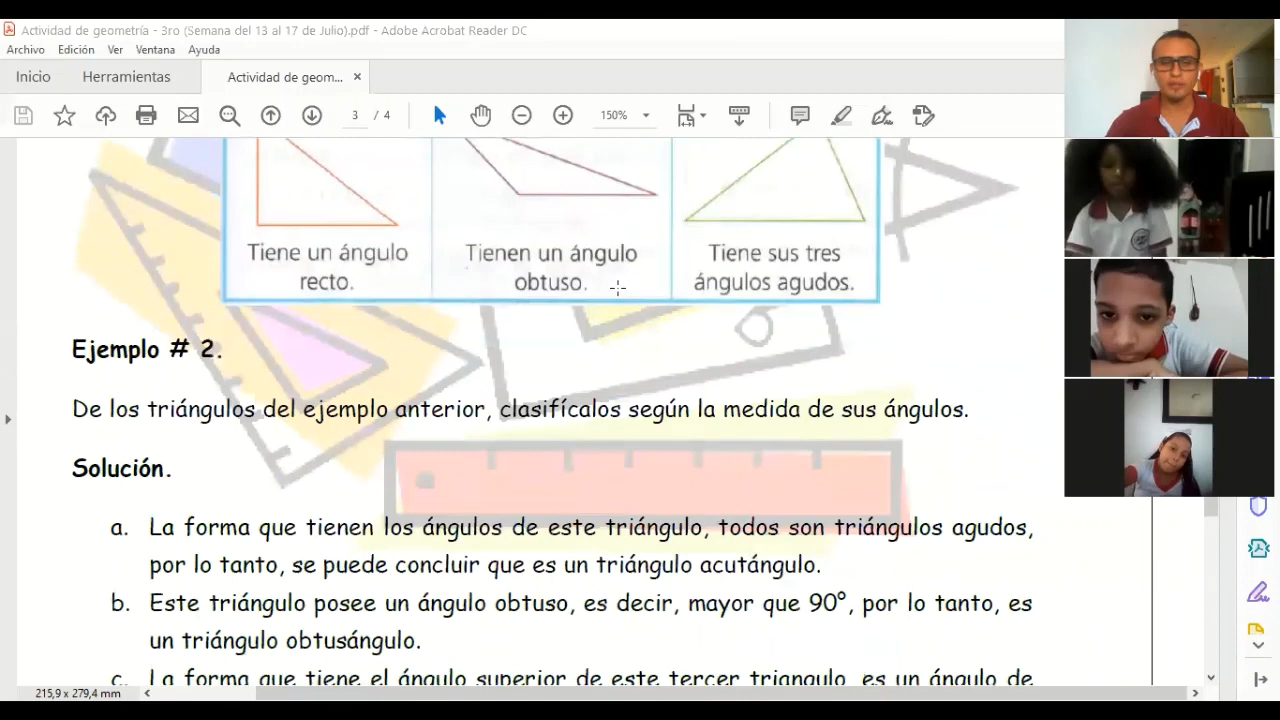 Actividad de geometría - 3ro (Semana del 13 al 17 de Julio).pdf - Adobe Acrobat Reader DC
Archivo Edición Ver Ventana Ayuda
Inicio Herramientas Actividad de geom... ×
3 / 4 150%
Tiene un ángulo
recto.
Tienen un ángulo
obtuso.
Tiene sus tres
ángulos agudos.
Ejemplo # 2.
De los triángulos del ejemplo anterior, clasifícalos según la medida de sus ángulos.
Solución.
a. La forma que tienen los ángulos de este triángulo, todos son triángulos agudos,
por lo tanto, se puede concluir que es un triángulo acutángulo.
b. Este triángulo posee un ángulo obtuso, es decir, mayor que 90°, por lo tanto, es
un triángulo obtusángulo.
c. La forma que tiene el ángulo superior de este tercer triangulo, es un ángulo de
215,9 x 279,4 mm